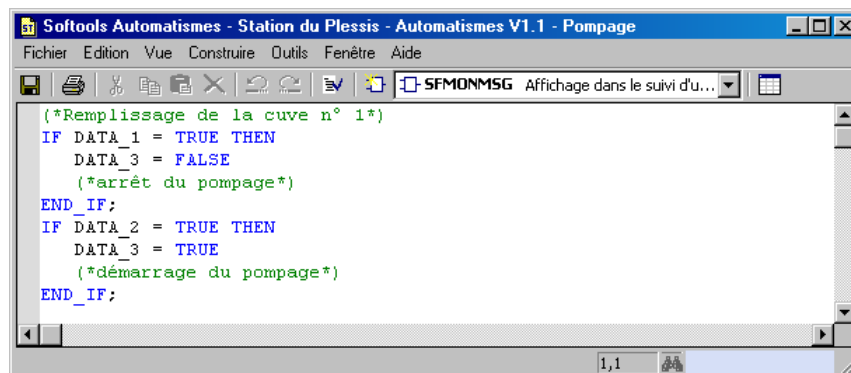 Softools Automatismes - Station du Plessis - Automatismes V1.1 - Pompage
Fichier Edition Vue Construire Outils Fenêtre Aide
SFMONMSG Affichage dans le suivi d'u...
(*Remplissage de la cuve n° 1*)
IF DATA_1 = TRUE THEN
DATA_3 = FALSE
(*arrêt du pompage*)
END_IF;
IF DATA_2 = TRUE THEN
DATA_3 = TRUE
(*démarrage du pompage*)
END_IF;
1,1